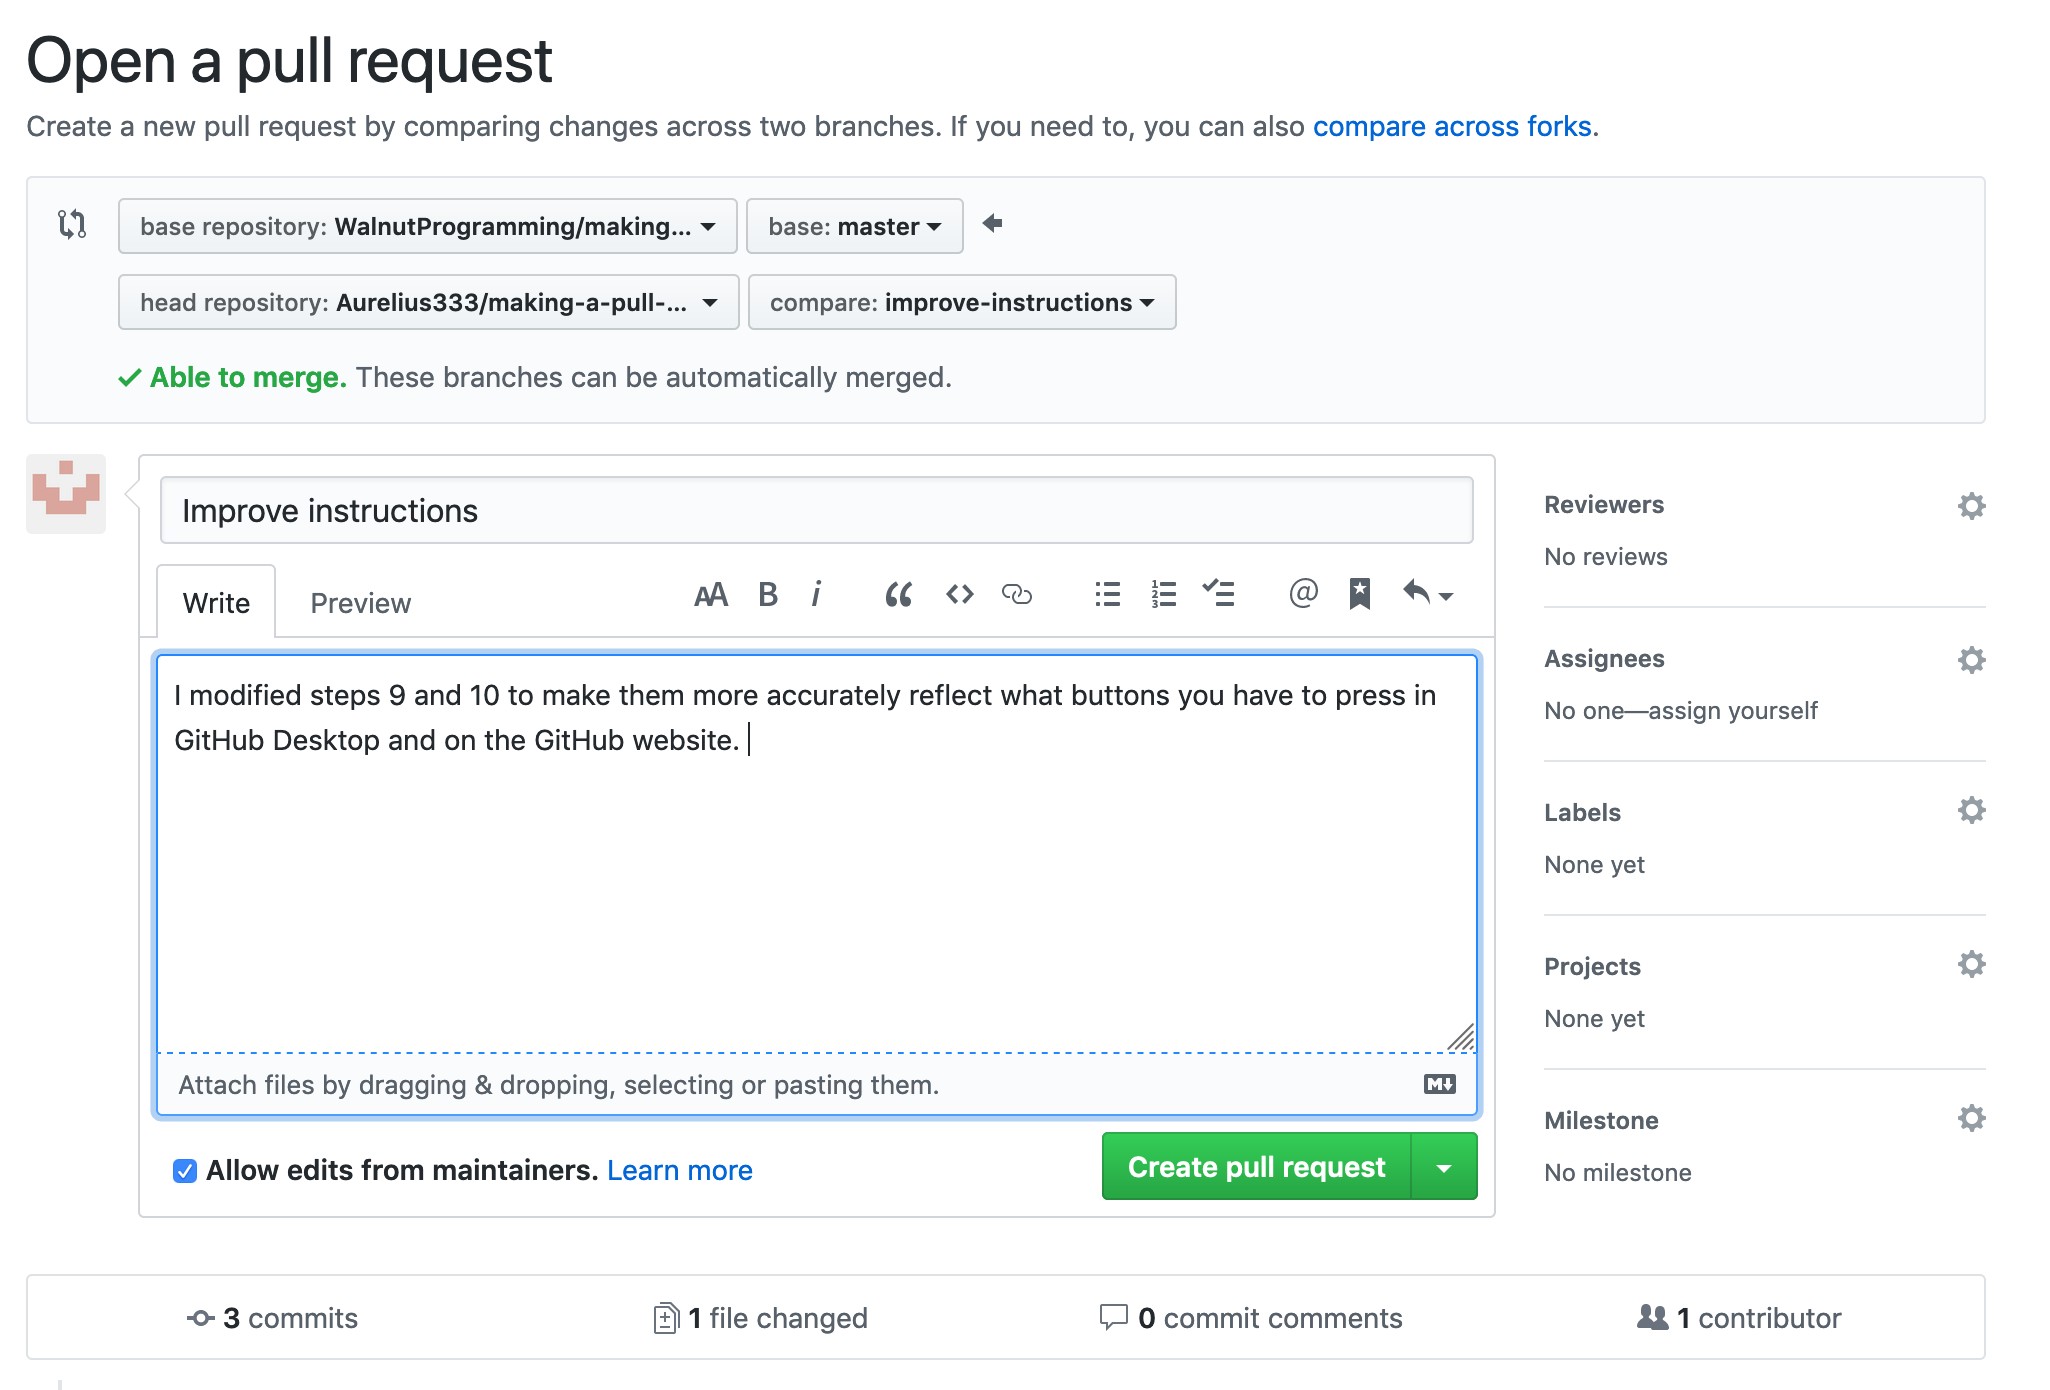 Open a pull request
Create a new pull request by comparing changes across two branches. If you need to, you can also compare across forks.
base repository: WalnutProgramming/making... base: master
head repository: Aurelius333/making-a-pull-... compare: improve-instructions
Able to merge. These branches can be automatically merged.
Improve instructions
Write Preview
I modified steps 9 and 10 to make them more accurately reflect what buttons you have to press in
GitHub Desktop and on the GitHub website.
Attach files by dragging & dropping, selecting or pasting them.
Allow edits from maintainers. Learn more
Create pull request
Reviewers
No reviews
Assignees
No one—assign yourself
Labels
None yet
Projects
None yet
Milestone
No milestone
3 commits 1 file changed 0 commit comments 1 contributor